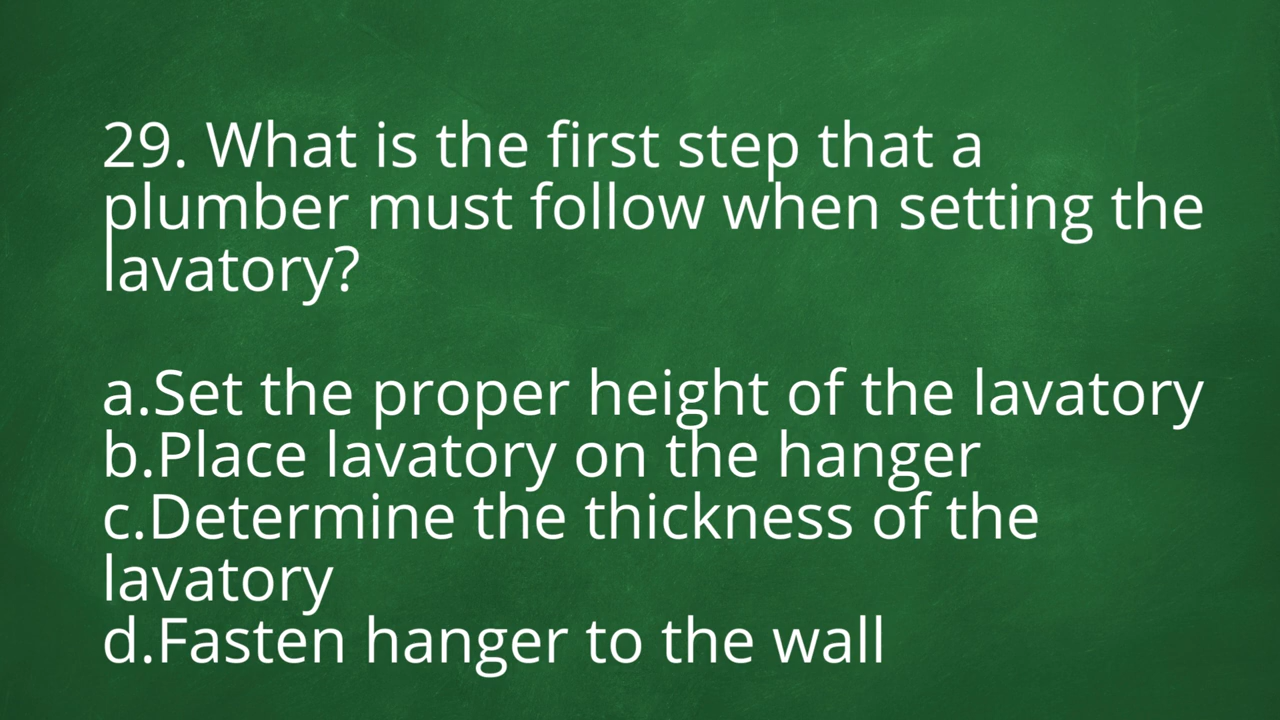 29. What is the first step that a
plumber must follow when setting the
lavatory?
a.Set the proper height of the lavatory
b.Place lavatory on the hanger
c.Determine the thickness of the
lavatory
d.Fasten hanger to the wall